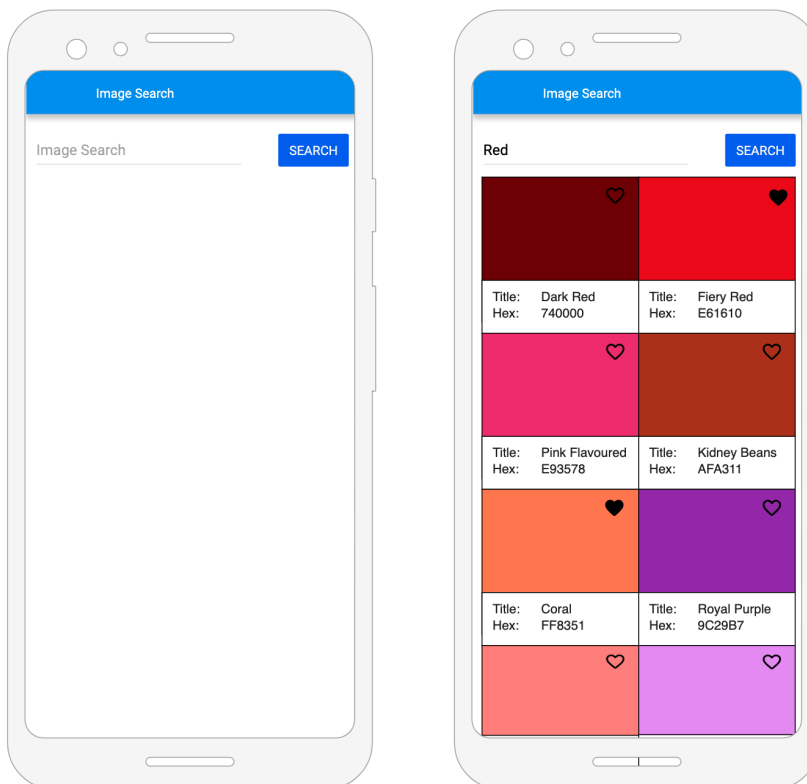 Image Search
Image Search
SEARCH
Image Search
Red
SEARCH
Title: Dark Red
Hex: 740000
Title: Fiery Red
Hex: E61610
Title: Pink Flavoured
Hex: E93578
Title: Kidney Beans
Hex: AFA311
Title: Coral
Hex: FF8351
Title: Royal Purple
Hex: 9C29B7